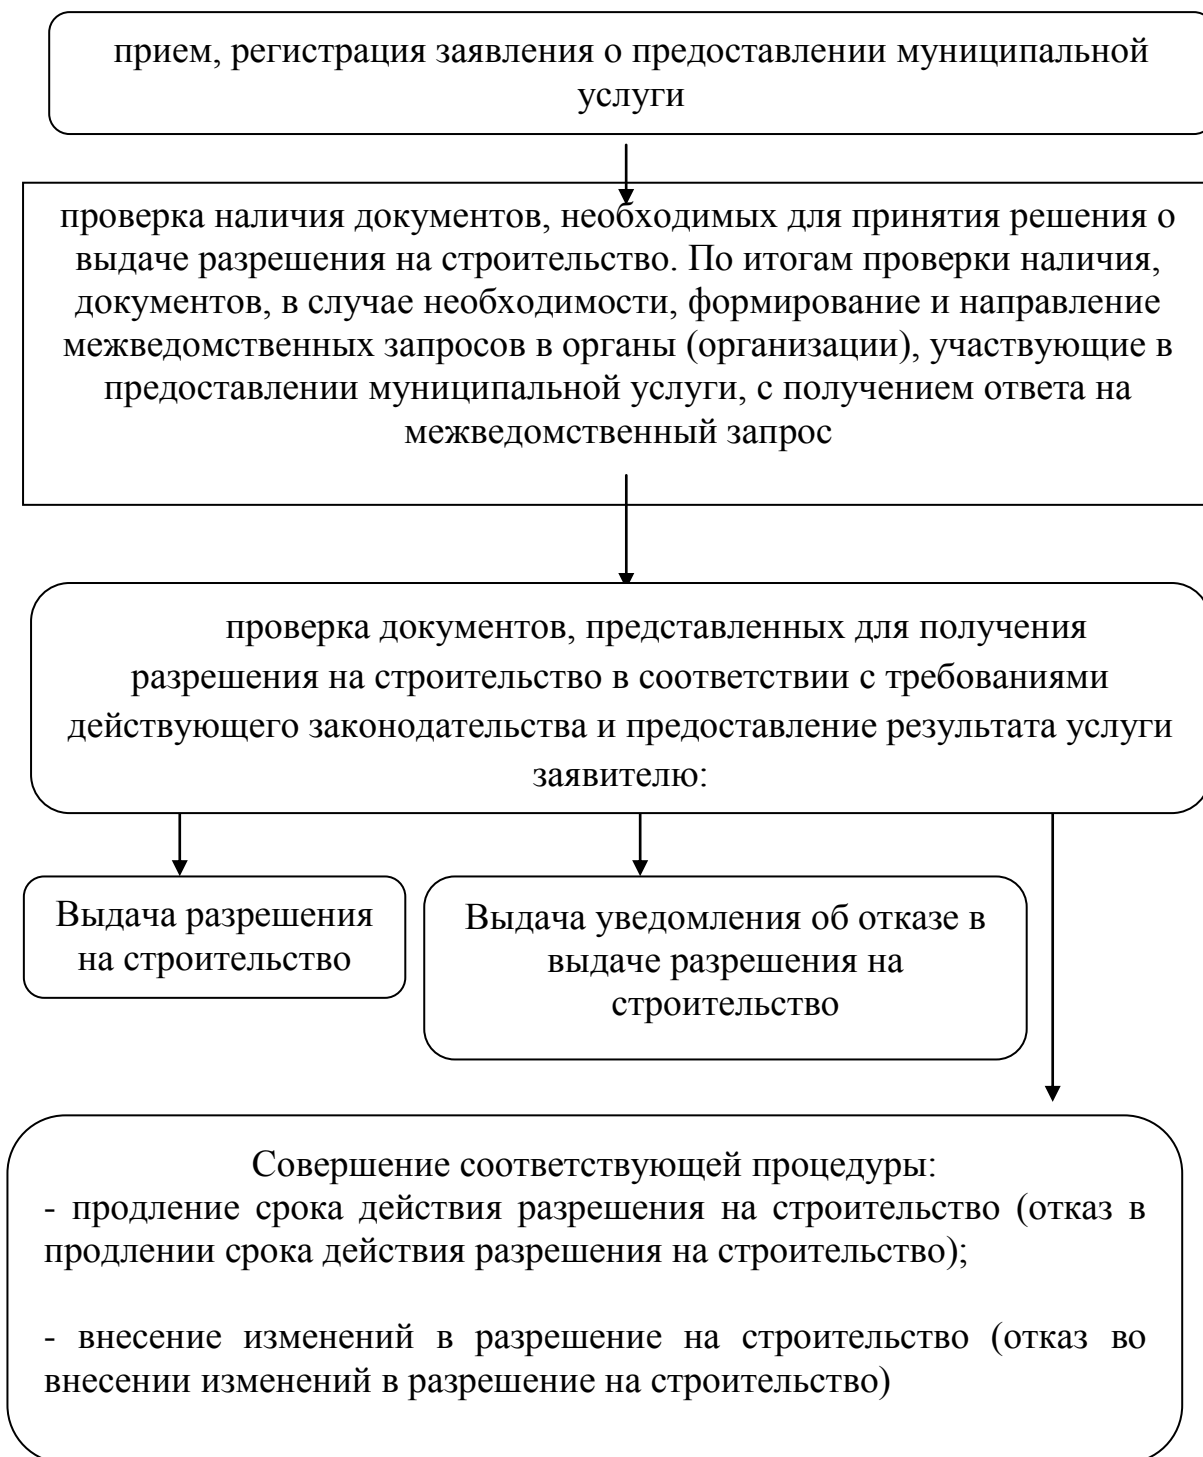 прием, регистрация заявления о предоставлении муниципальной
услуги
проверка наличия документов, необходимых для принятия решения о
выдаче разрешения на строительство. По итогам проверки наличия,
документов, в случае необходимости, формирование и направление
межведомственных запросов в органы (организации), участвующие в
предоставлении муниципальной услуги, с получением ответа на
межведомственный запрос
проверка документов, представленных для получения
разрешения на строительство в соответствии с требованиями
действующего законодательства и предоставление результата услуги
заявителю:
Выдача разрешения
на строительство
Выдача уведомления об отказе в
выдаче разрешения на
строительство
Совершение соответствующей процедуры:
- продление срока действия разрешения на строительство (отказ в
продлении срока действия разрешения на строительство);
- внесение изменений в разрешение на строительство (отказ во
внесении изменений в разрешение на строительство)